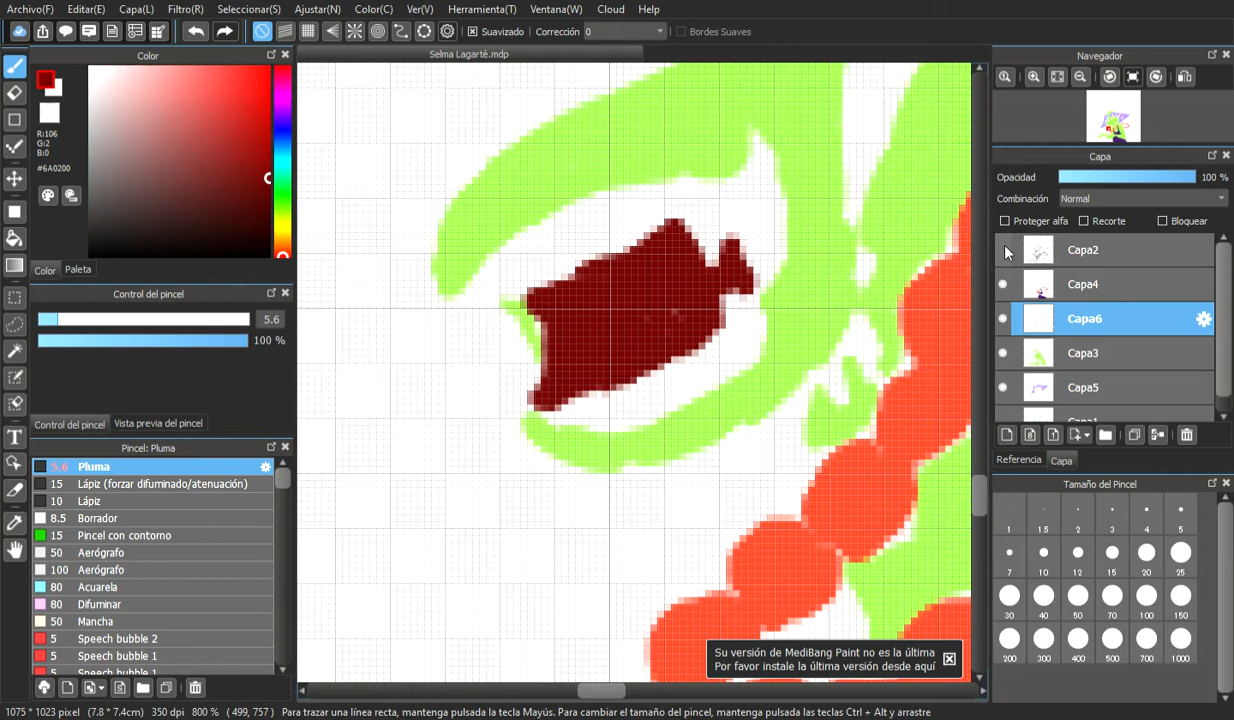 Archivo(F) Editar(E) Capa(L) Filtro(R) Seleccionar(S) Ajustar(N) Color(C) Ver(V) Herramienta(T) Ventana(W) Cloud Help
Suavizado Corrección 0 Bordes Suaves
Color
R:106
G:2
B:0
#6A0200
Color Paleta
Control del pincel
5.6
100 %
Control del pincel Vista previa del pincel
Pincel: Pluma
5.6 Pluma
15 Lápiz (forzar difuminado/atenuación)
10 Lápiz
8.5 Borrador
15 Pincel con contorno
50 Aerógrafo
100 Aerógrafo
80 Acuarela
80 Difuminar
50 Mancha
5 Speech bubble 2
5 Speech bubble 1
5 Speech bubble 1
Selma Lagartè.mdp
Su versión de MediBang Paint no es la última
Por favor instale la última versión desde aquí
Navegador
Capa
Opacidad 100 %
Combinación Normal
Proteger alfa Recorte Bloquear
Capa2
Capa4
Capa6
Capa3
Capa5
Capa1
Referencia Capa
Tamaño del Pincel
1 1.5 2 3 4 5
7 10 12 15 20 25
30 40 50 70 100 150
200 300 400 500 700 1000
1075 * 1023 pixel (7.8 * 7.4cm) 350 dpi 800 % ( 499, 757 ) Para trazar una línea recta, mantenga pulsada la tecla Mayús. Para cambiar el tamaño del pincel, mantenga pulsada las teclas Ctrl + Alt y arrastre